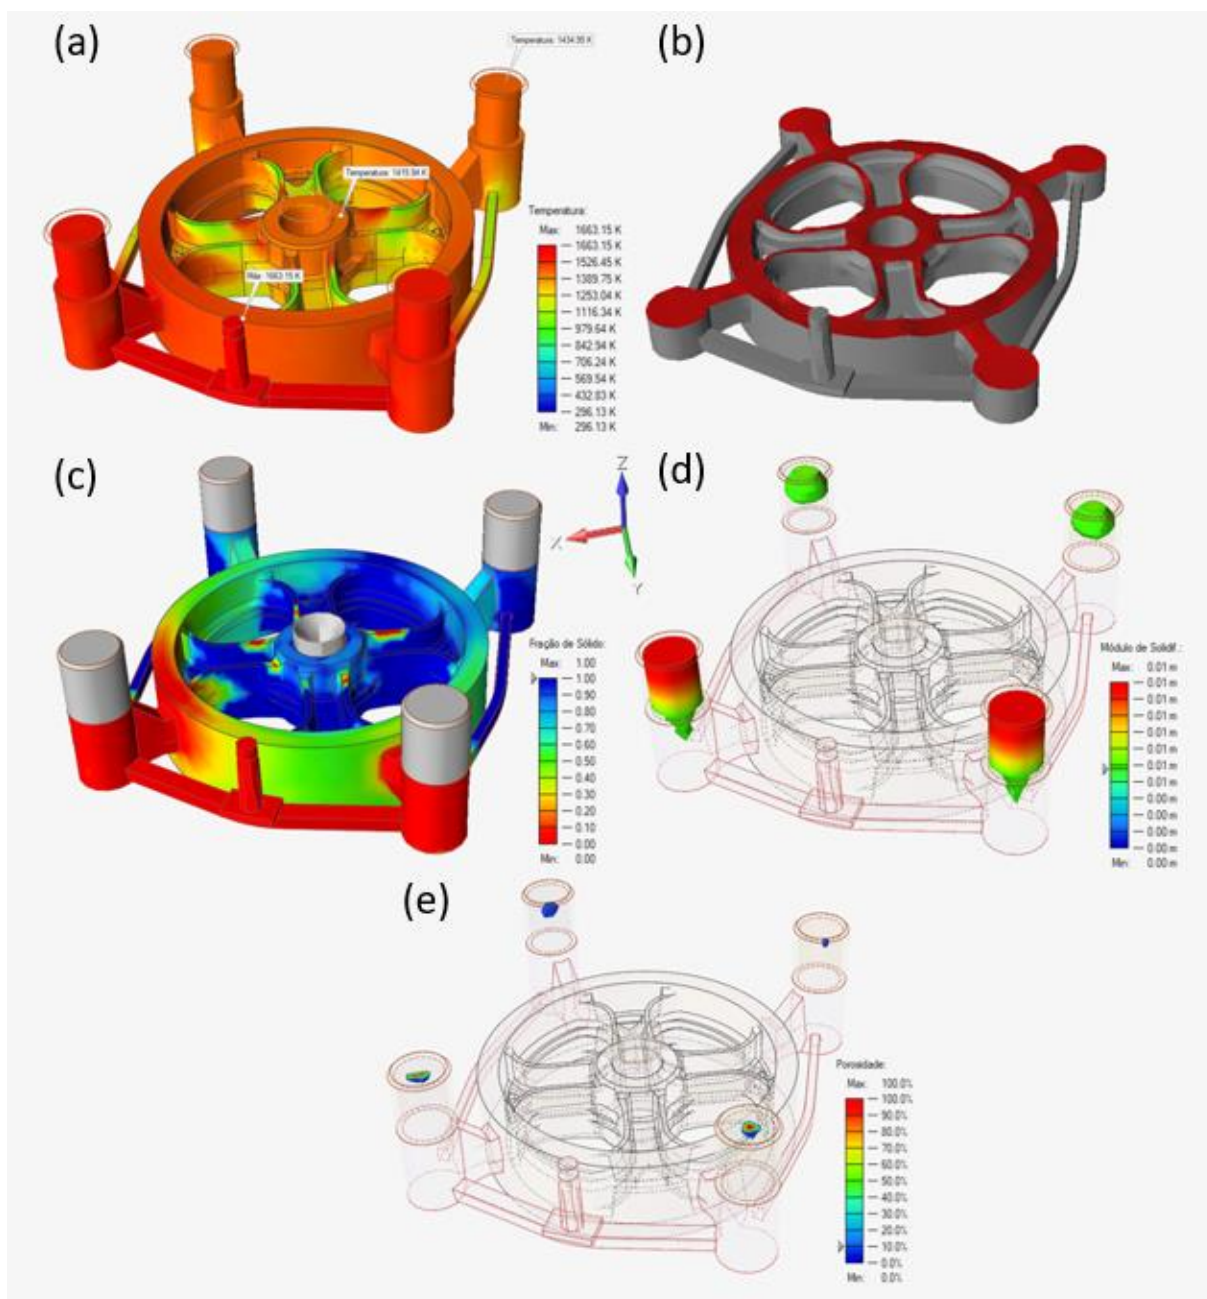 (a)
Temperatura: 1434.95 K
Temperatura: 1415.94 K
Máx: 1663.15 K
Temperatura:
Max: 1663.15 K
1663.15 K
1526.45 K
1389.75 K
1253.04 K
1116.34 K
979.64 K
842.94 K
706.24 K
569.54 K
432.83 K
296.13 K
Min: 296.13 K
(b)
(c)
Z
X
Y
Fração de Sólido:
Max: 1.00
1.00
0.90
0.80
0.70
0.60
0.50
0.40
0.30
0.20
0.10
0.00
Min: 0.00
(d)
Módulo de Solidif.:
Max: 0.01 m
0.01 m
0.01 m
0.01 m
0.01 m
0.01 m
0.01 m
0.00 m
0.00 m
0.00 m
0.00 m
Min: 0.00 m
(e)
Porosidade:
Max: 100.0%
100.0%
90.0%
80.0%
70.0%
60.0%
50.0%
40.0%
30.0%
20.0%
10.0%
0.0%
Min: 0.0%